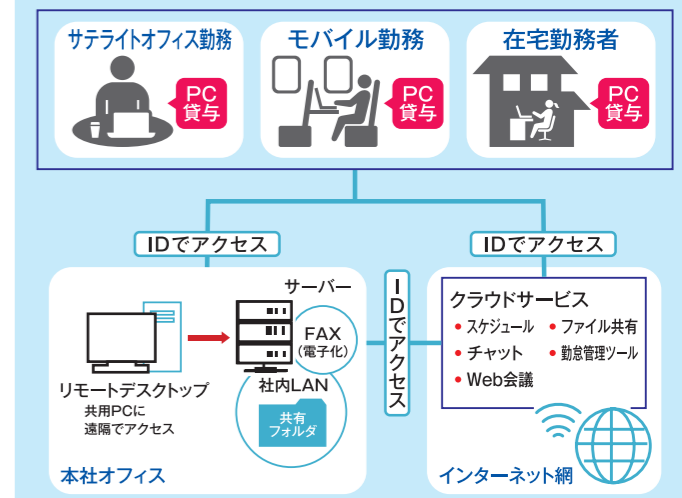 サテライトオフィス勤務
PC
貸与
モバイル勤務
PC
貸与
在宅勤務者
PC
貸与
IDでアクセス
IDでアクセス
サーバー
FAX
(電子化)
リモートデスクトップ
共用PCに
遠隔でアクセス
社内LAN
共有
フォルダ
本社オフィス
IDでアクセス
クラウドサービス
• スケジュール • ファイル共有
• チャット • 勤怠管理ツール
• Web会議
インターネット網